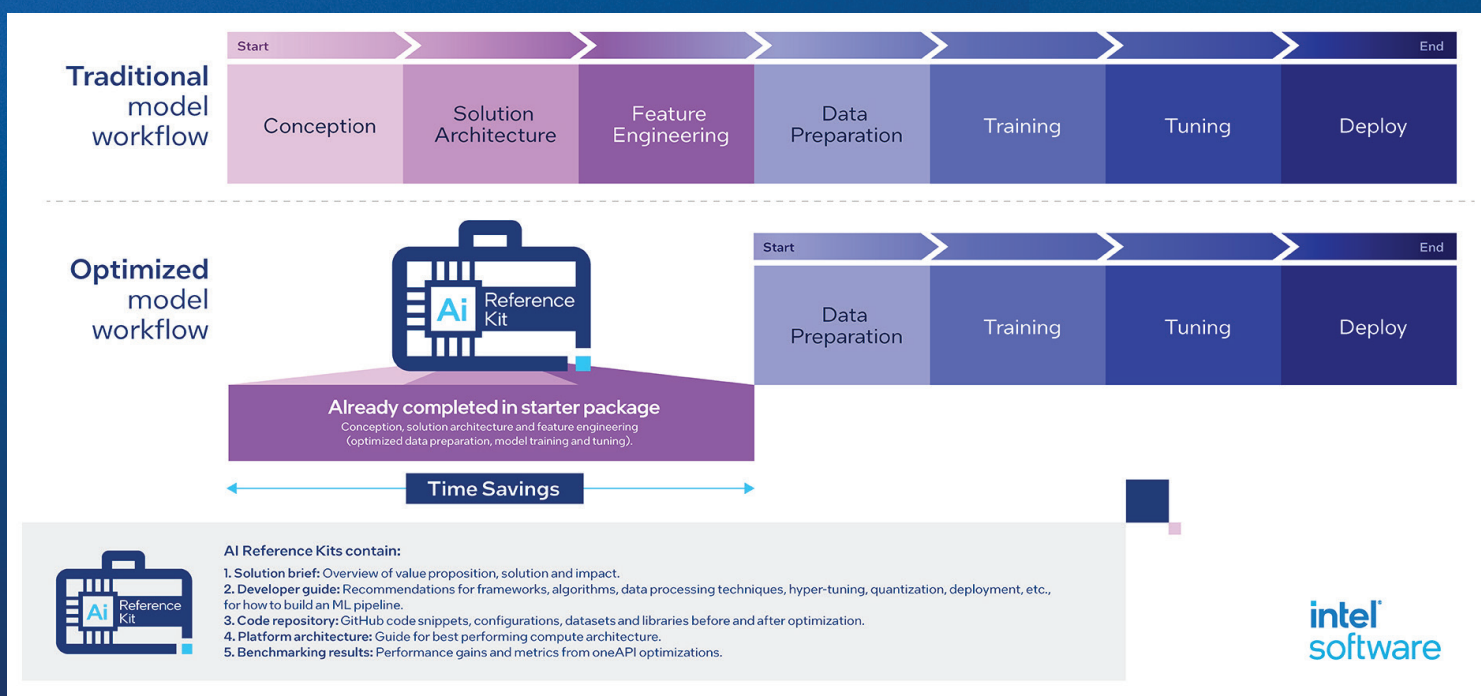 Start
End
Traditional
model
workflow
Conception
Solution
Architecture
Feature
Engineering
Data
Preparation
Training
Tuning
Deploy
Optimized
model
workflow
Ai
Reference
Kit
Start
End
Data
Preparation
Training
Tuning
Deploy
Already completed in starter package
Conception, solution architecture and feature engineering
(optimized data preparation, model training and tuning).
Time Savings
Ai
Reference
Kit
AI Reference Kits contain:
1. Solution brief: Overview of value proposition, solution and impact.
2. Developer guide: Recommendations for frameworks, algorithms, data processing techniques, hyper-tuning, quantization, deployment, etc.,
for how to build an ML pipeline.
3. Code repository: GitHub code snippets, configurations, datasets and libraries before and after optimization.
4. Platform architecture: Guide for best performing compute architecture.
5. Benchmarking results: Performance gains and metrics from oneAPI optimizations.
intel
software